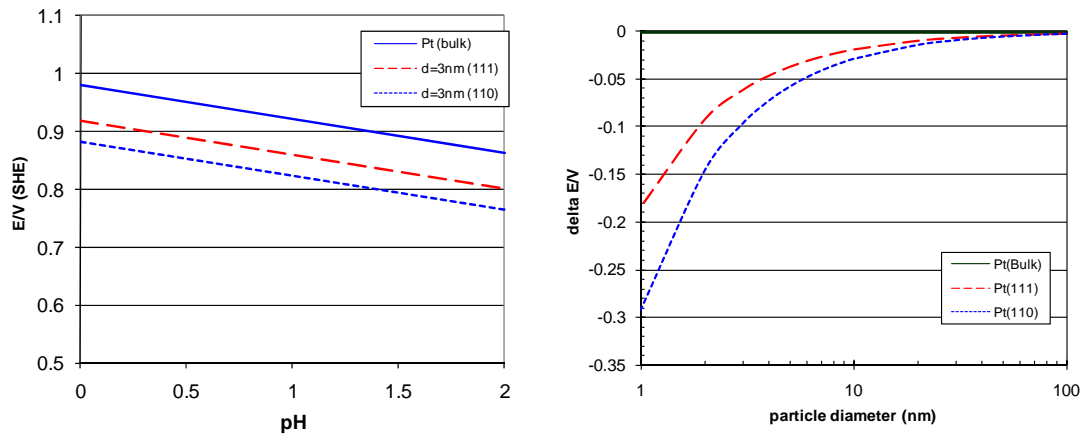 1.1
1
0.9
0.8
0.7
0.6
0.5
E/V (SHE)
0
0.5
1
1.5
2
pH
Pt (bulk)
d=3nm (111)
d=3nm (110)
0
-0.05
-0.1
-0.15
-0.2
-0.25
-0.3
-0.35
delta E/V
1
10
100
particle diameter (nm)
Pt(Bulk)
Pt(111)
Pt(110)